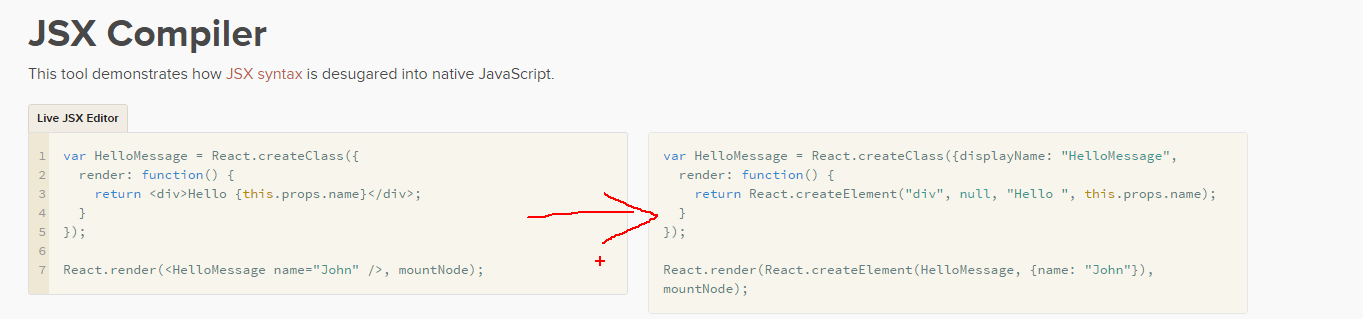 JSX Compiler
This tool demonstrates how JSX syntax is desugared into native JavaScript.
Live JSX Editor
1 var HelloMessage = React.createClass({
2   render: function() {
3     return <div>Hello {this.props.name}</div>;
4   }
5 });
6
7 React.render(<HelloMessage name="John" />, mountNode);
var HelloMessage = React.createClass({displayName: "HelloMessage",
  render: function() {
    return React.createElement("div", null, "Hello ", this.props.name);
  }
});
React.render(React.createElement(HelloMessage, {name: "John"}),
mountNode);